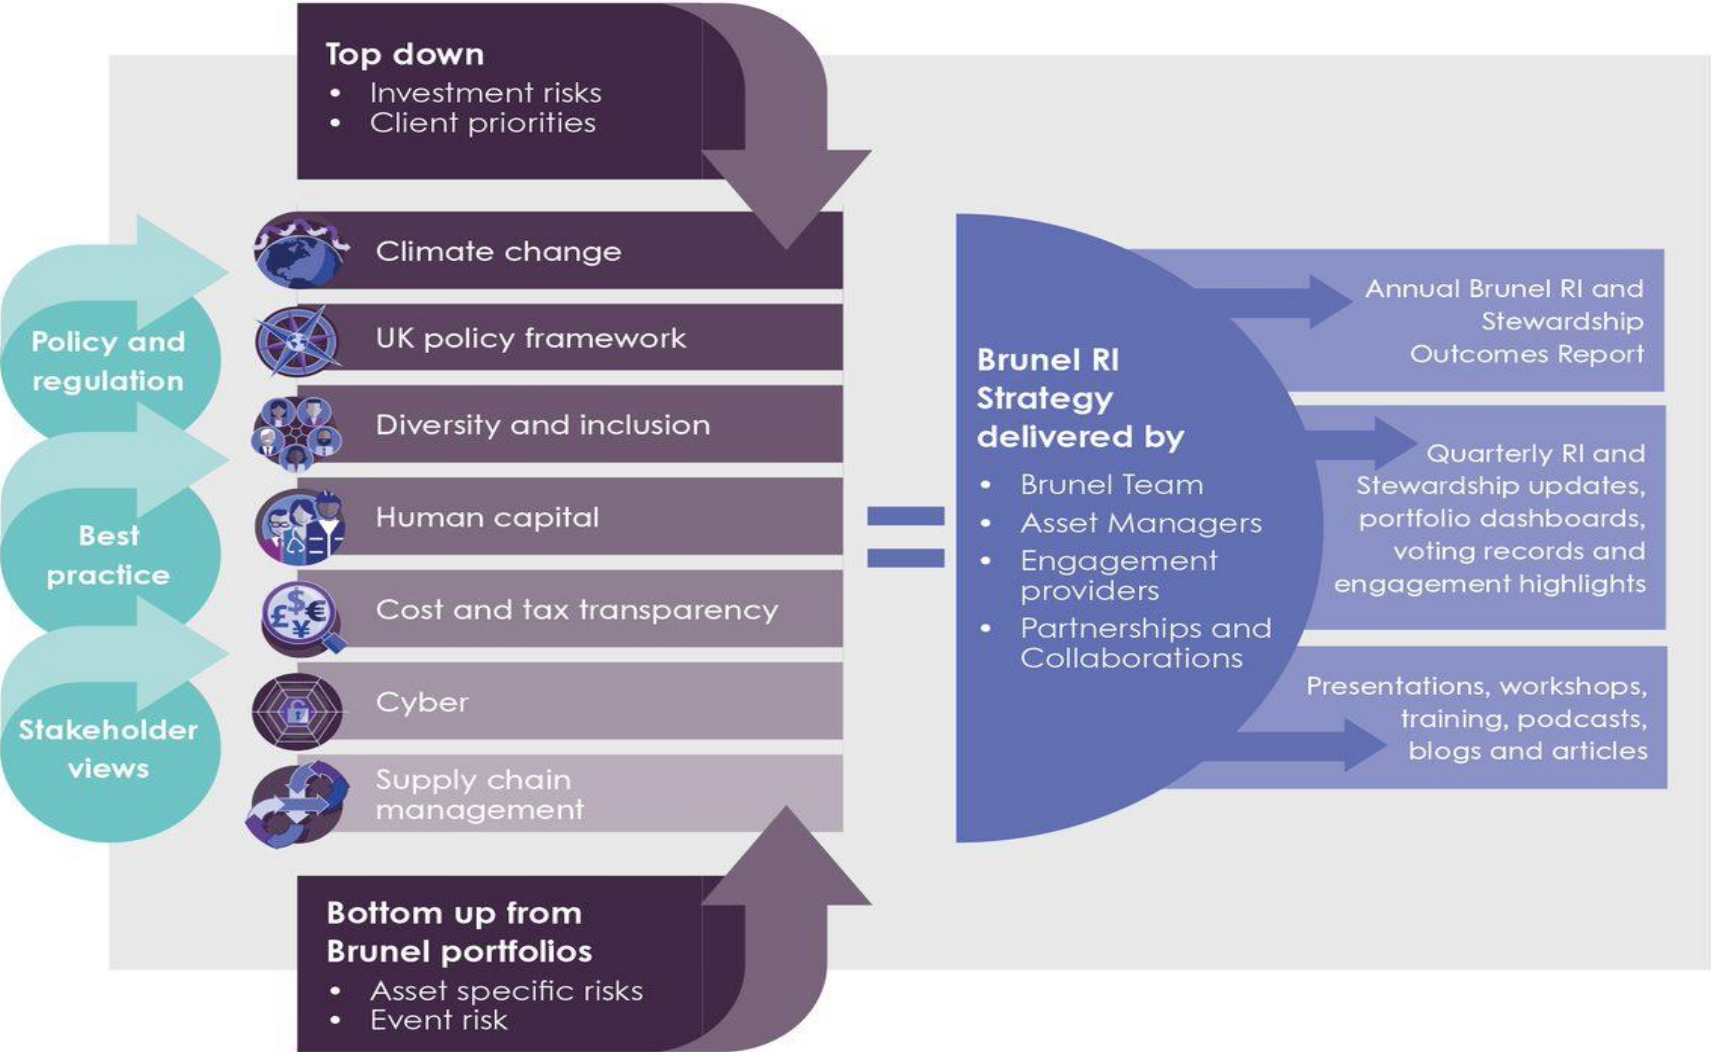 Top down
• Investment risks
• Client priorities
Policy and
regulation
Best
practice
Stakeholder
views
Climate change
UK policy framework
Diversity and inclusion
Human capital
$
£ €
¥
Cost and tax transparency
Cyber
Supply chain
management
Bottom up from
Brunel portfolios
• Asset specific risks
• Event risk
Brunel RI
Strategy
delivered by
• Brunel Team
• Asset Managers
• Engagement
providers
• Partnerships and
Collaborations
Annual Brunel RI and
Stewardship
Outcomes Report
Quarterly RI and
Stewardship updates,
portfolio dashboards,
voting records and
engagement highlights
Presentations, workshops,
training, podcasts,
blogs and articles